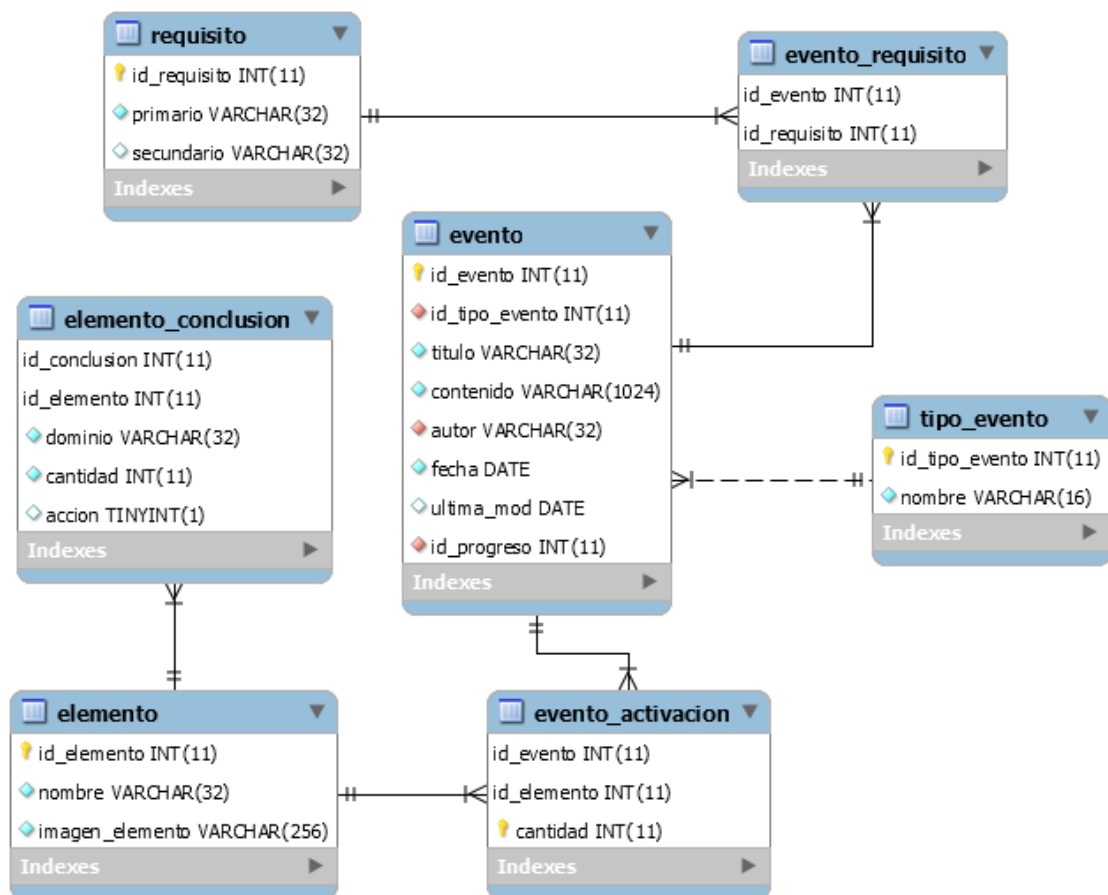 requisito
id_requisito INT(11)
primario VARCHAR(32)
secundario VARCHAR(32)
Indexes
evento_requisito
id_evento INT(11)
id_requisito INT(11)
Indexes
evento
id_evento INT(11)
id_tipo_evento INT(11)
titulo VARCHAR(32)
contenido VARCHAR(1024)
autor VARCHAR(32)
fecha DATE
ultima_mod DATE
id_progreso INT(11)
Indexes
elemento_conclusion
id_conclusion INT(11)
id_elemento INT(11)
dominio VARCHAR(32)
cantidad INT(11)
accion TINYINT(1)
Indexes
tipo_evento
id_tipo_evento INT(11)
nombre VARCHAR(16)
Indexes
elemento
id_elemento INT(11)
nombre VARCHAR(32)
imagen_elemento VARCHAR(256)
Indexes
evento_activacion
id_evento INT(11)
id_elemento INT(11)
cantidad INT(11)
Indexes